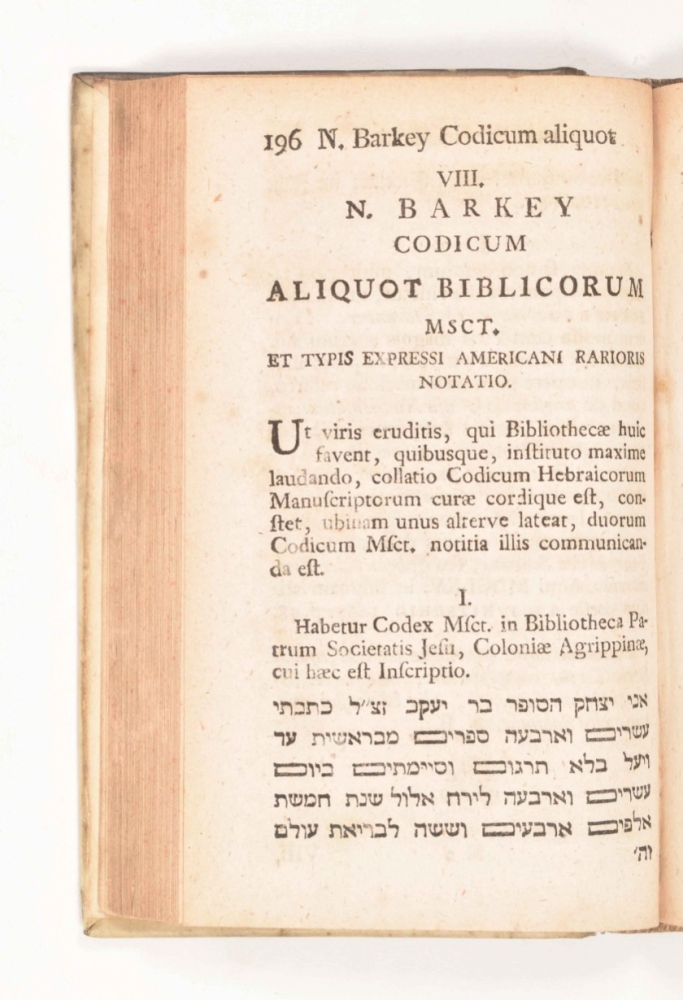 196 N. Barkey Codicum aliquot
VIII.
N. BARKEY
CODICUM
ALIQUOT BIBLICORUM
MSCT.
ET TYPIS EXPRESSI AMERICANI RARIORIS
NOTATIO.
Ut viris eruditis, qui Bibliothecæ huic
favent, quibusque, inſtituto maxime
laudando, collatio Codicum Hebraicorum
Manuſcriptorum curæ cordique eſt, con-
ſtet, ubinam unus alterve lateat, duorum
Codicum Mſct. notitia illis communican-
da eſt.
I.
Habetur Codex Mſct. in Bibliotheca Pa-
trum Societatis Jeſu, Coloniæ Agrippinæ,
cui hæc eſt Inſcriptio.
אני יצחק הסופר בר יעקב זצ״ל כתבתי
עשרים וארבעה ספרים מבראשית עד
ויעל בלא תרגום וסיימתים ביום
עשרים וארבעה לירח אלול שנת חמשת
אלפים ארבעים וששה לבריאת עולם
וה׳